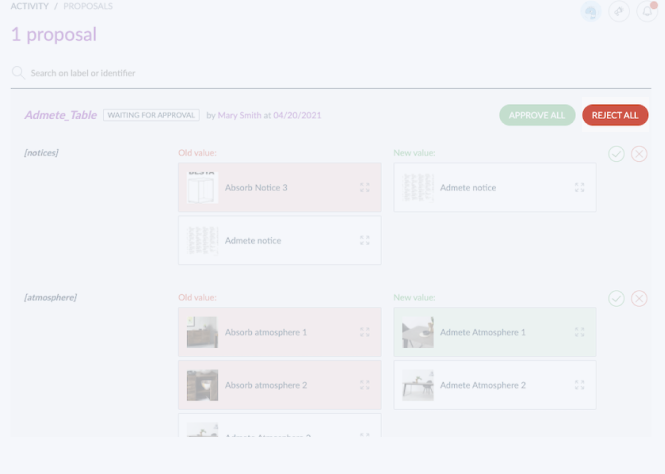 ACTIVITY / PROPOSALS
1 proposal
Search on label or identifier
Admete_Table WAITING FOR APPROVAL by Mary Smith at 04/20/2021 APPROVE ALL REJECT ALL
[notices] Old value: New value:
Absorb Notice 3 Admete notice
Admete notice
[atmosphere] Old value: New value:
Absorb atmosphere 1 Admete Atmosphere 1
Absorb atmosphere 2 Admete Atmosphere 2